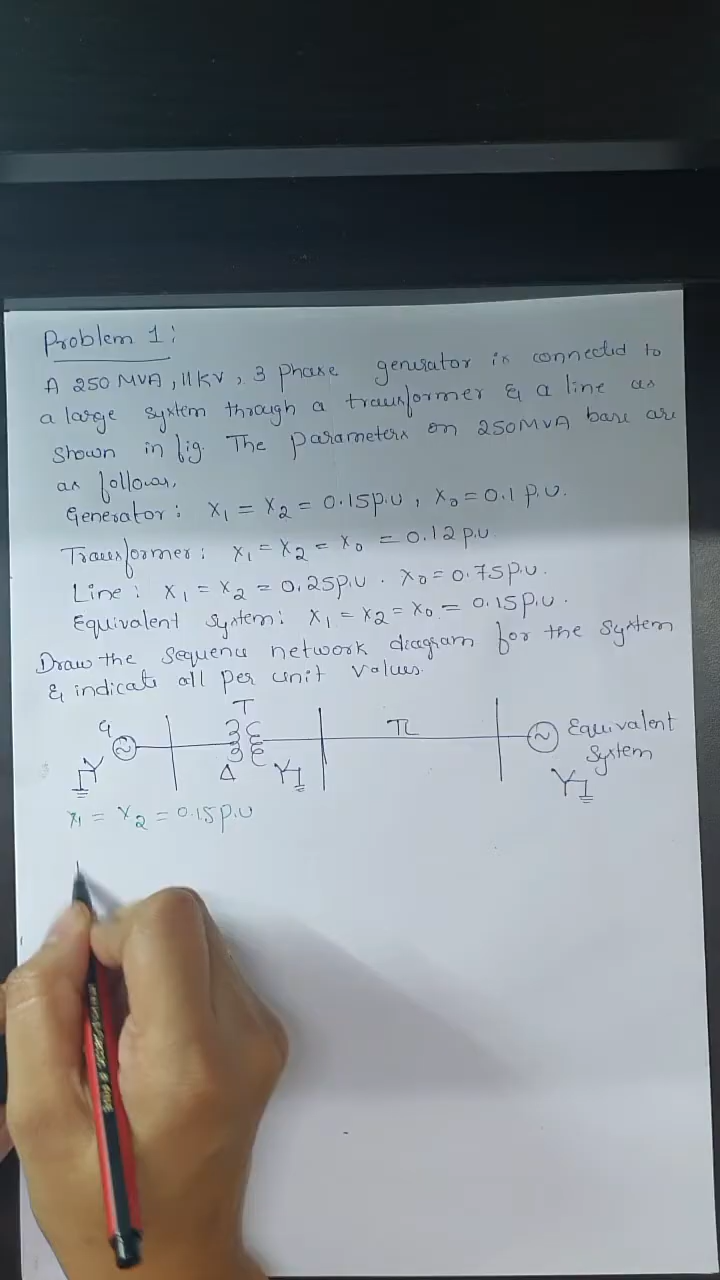 Problem 1:
A 250 MVA, 11KV, 3 Phase generator is connected to
a large system through a transformer & a line as
shown in fig. The Parameters on 250MVA base are
as follows.
Generator: X1 = X2 = 0.15p.u, X0 = 0.1 p.u.
Transformer: X1 = X2 = X0 = 0.12 p.u.
Line: X1 = X2 = 0.25p.u. X0 = 0.75p.u.
Equivalent System: X1 = X2 = X0 = 0.15p.u.
Draw the sequence network diagram for the system
& indicate all Per unit values.
G T TL Equivalent
System
Δ Y Y Y
X1 = X2 = 0.15p.u